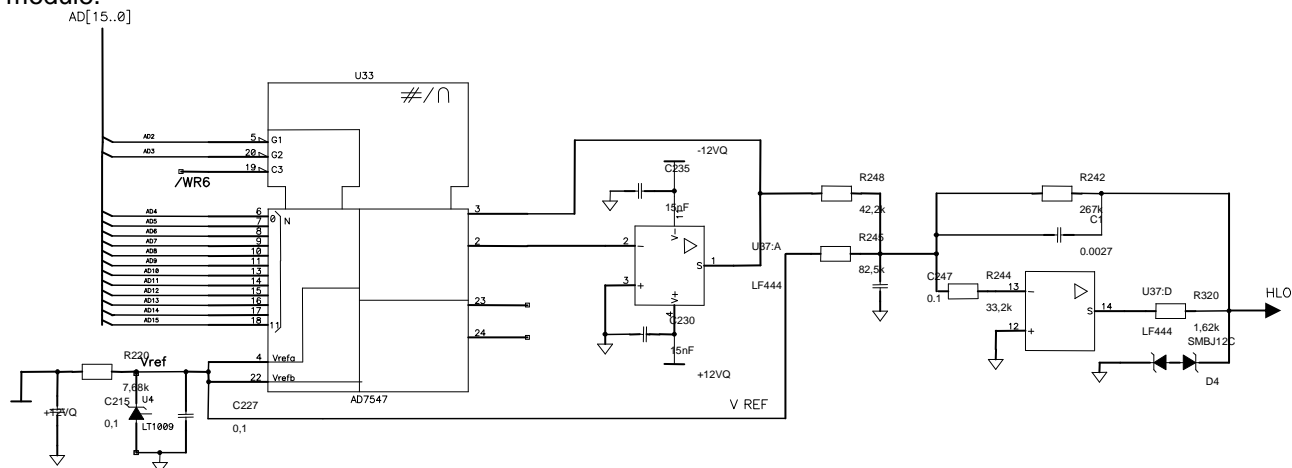 module.
AD[15..0]
U33
#/∩
AD2
5
G1
AD3
20
G2
19
C3
/WR6
AD4
6
0
N
AD5
7
AD6
8
AD7
9
AD8
10
AD9
11
AD10
13
AD11
14
AD12
15
AD13
16
AD14
17
AD15
18
11
3
2
23
24
4
Vrefa
22
Vrefb
AD7547
R220
Vref
7,68k
+12VQ
C215
0,1
U4
LT1009
C227
0,1
V REF
-12VQ
C235
15nF
11
V-
2
-
3
+
S
1
V+
4
U37:A
LF444
C230
15nF
+12VQ
R248
42,2k
R245
82,5k
C247
0.1
R244
33,2k
R242
267k
C1
0.0027
13
-
12
+
S
14
U37:D
LF444
R320
1,62k
SMBJ12C
D4
HLO